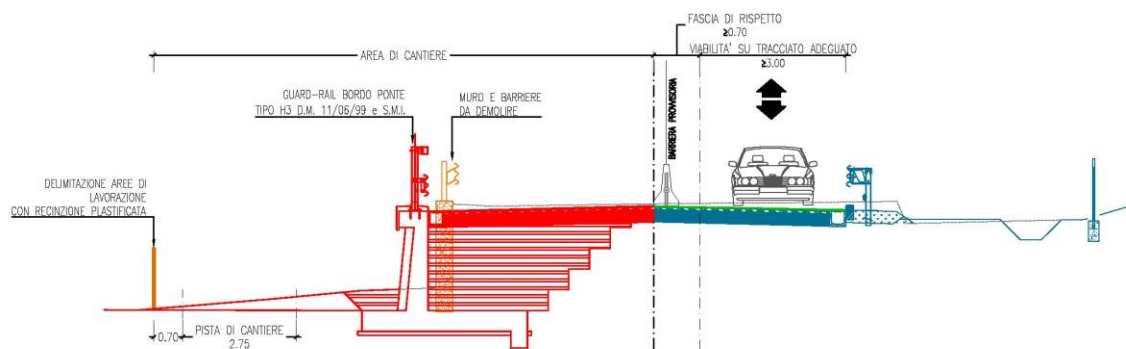 FASCIA DI RISPETTO
≥0.70
AREA DI CANTIERE
VIABILITA' SU TRACCIATO ADEGUATO
≥3.00
GUARD-RAIL BORDO PONTE
TIPO H3 D.M. 11/06/99 e S.M.I.
MURO E BARRIERE
DA DEMOLIRE
BARRIERA PROVVISORIA
DELIMITAZIONE AREE DI
LAVORAZIONE
CON RECINZIONE PLASTIFICATA
0.70
PISTA DI CANTIERE
2.75